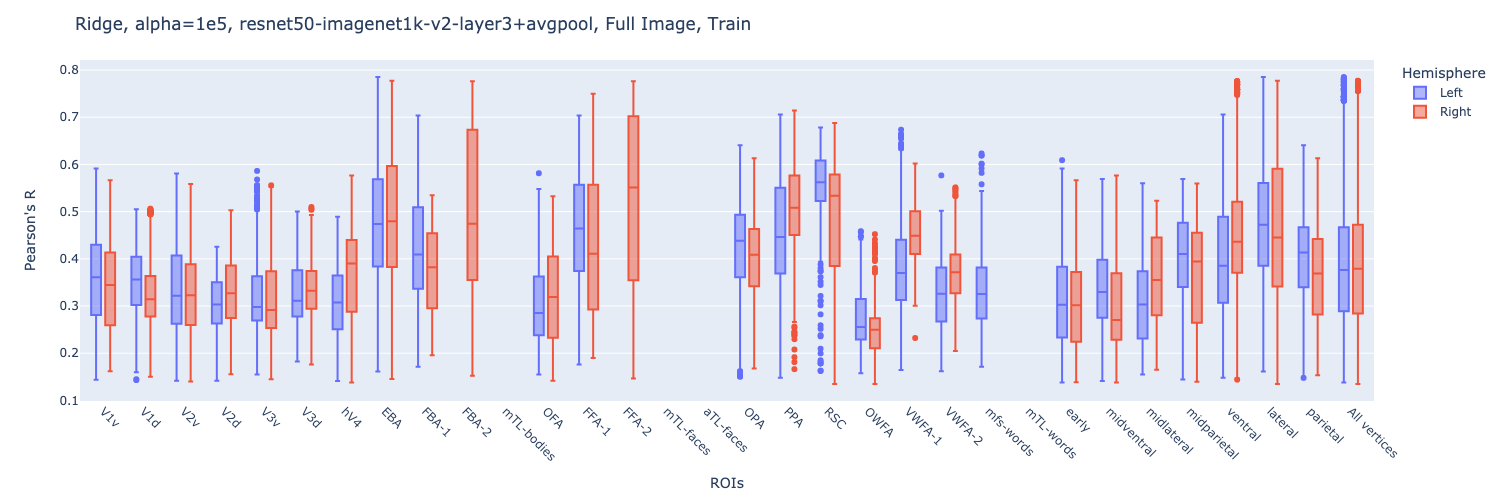 Ridge, alpha=1e5, resnet50-imagenet1k-v2-layer3+avgpool, Full Image, Train
Hemisphere
Left
Right
Pearson's R
0.8
0.7
0.6
0.5
0.4
0.3
0.2
0.1
V1v
V1d
V2v
V2d
V3v
V3d
hV4
EBA
FBA-1
FBA-2
mTL-bodies
OFA
FFA-1
FFA-2
mTL-faces
aTL-faces
OPA
PPA
RSC
OWFA
VWFA-1
VWFA-2
mfs-words
mTL-words
early
midventral
midlateral
midparietal
ventral
lateral
parietal
All vertices
ROIs